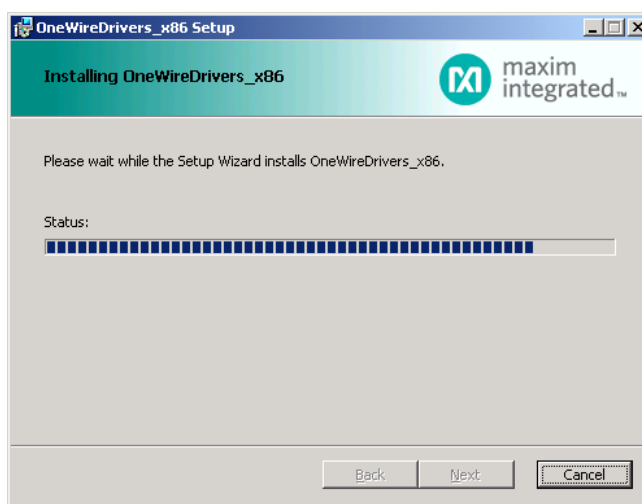 OneWireDrivers_x86 Setup
Installing OneWireDrivers_x86
maxim
integrated™
Please wait while the Setup Wizard installs OneWireDrivers_x86.
Status:
Back Next Cancel